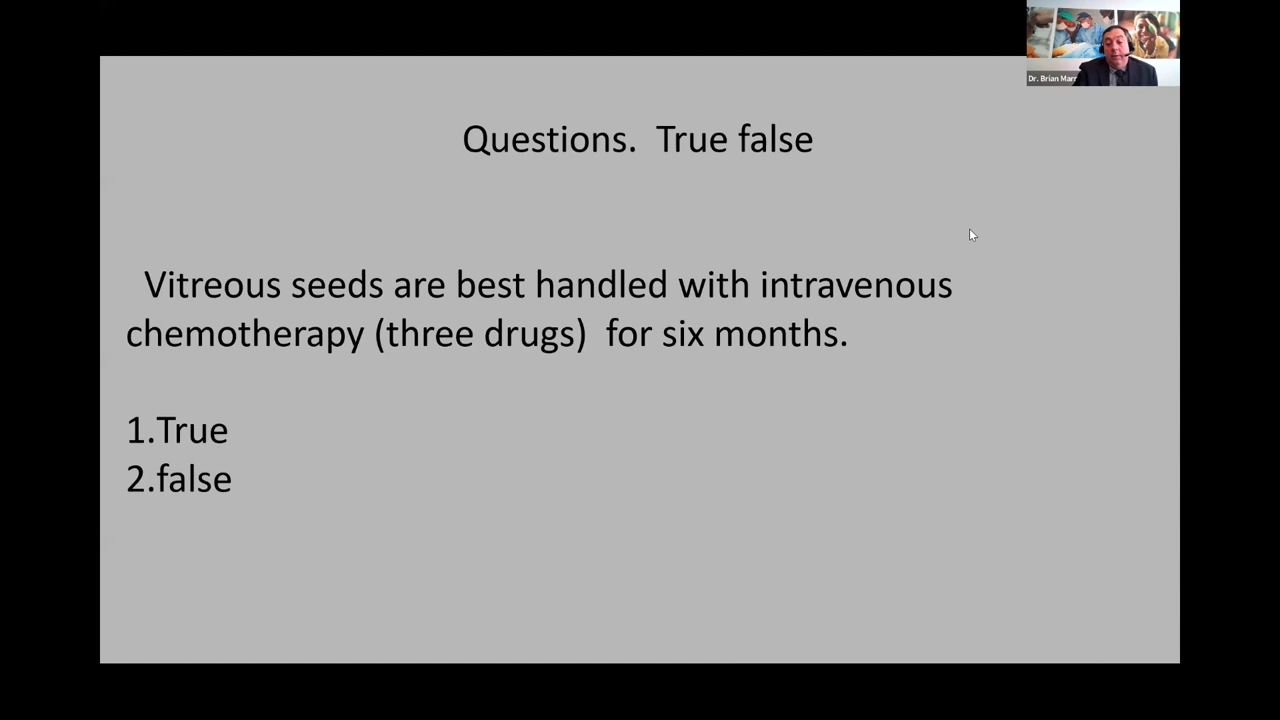 Dr. Brian Marr
Questions.  True false
Vitreous seeds are best handled with intravenous
chemotherapy (three drugs)  for six months.
1.True
2.false